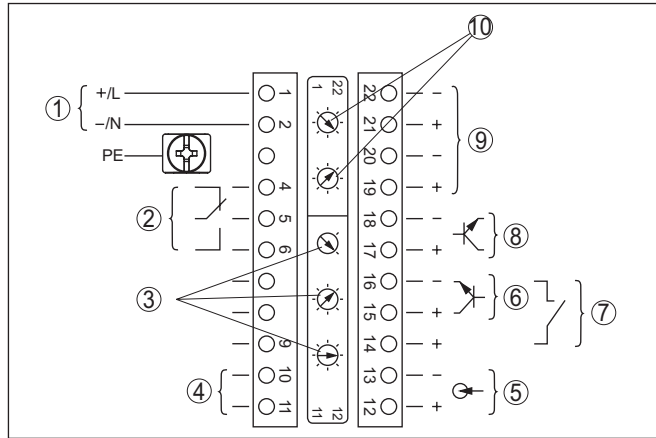 ⑩
1 22
① +/L 1 22 −
−/N 2 21 + ⑨
PE 20 −
4 19 +
② 5 18 − ⑧
6 17 +
16 − ⑥ ⑦
③ 15 +
9 14 +
④ 10 13 − ⑤
11 12 +
11 12